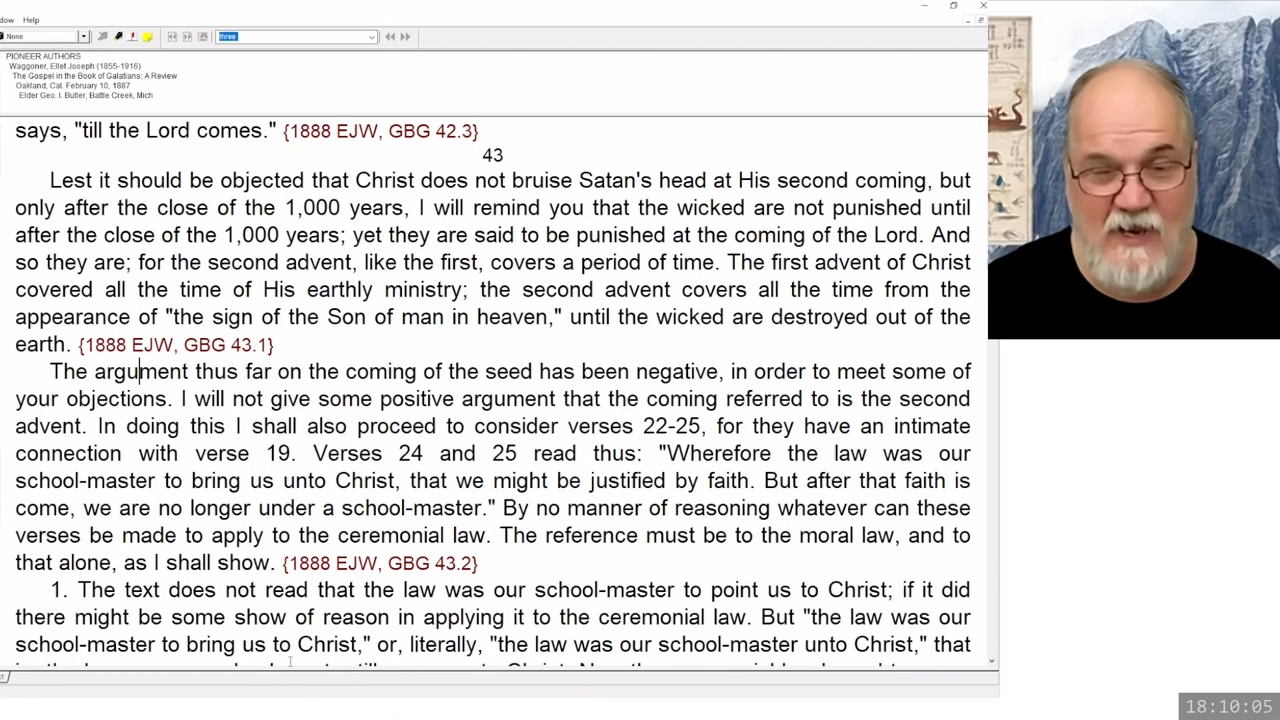 dow Help
None
three
PIONEER AUTHORS
Waggoner, Ellet Joseph (1855-1916)
The Gospel in the Book of Galatians: A Review
Oakland, Cal. February 10, 1887
Elder Geo. I. Butler, Battle Creek, Mich
says, "till the Lord comes." {1888 EJW, GBG 42.3}
43
Lest it should be objected that Christ does not bruise Satan's head at His second coming, but
only after the close of the 1,000 years, I will remind you that the wicked are not punished until
after the close of the 1,000 years; yet they are said to be punished at the coming of the Lord. And
so they are; for the second advent, like the first, covers a period of time. The first advent of Christ
covered all the time of His earthly ministry; the second advent covers all the time from the
appearance of "the sign of the Son of man in heaven," until the wicked are destroyed out of the
earth. {1888 EJW, GBG 43.1}
The argument thus far on the coming of the seed has been negative, in order to meet some of
your objections. I will not give some positive argument that the coming referred to is the second
advent. In doing this I shall also proceed to consider verses 22-25, for they have an intimate
connection with verse 19. Verses 24 and 25 read thus: "Wherefore the law was our
school-master to bring us unto Christ, that we might be justified by faith. But after that faith is
come, we are no longer under a school-master." By no manner of reasoning whatever can these
verses be made to apply to the ceremonial law. The reference must be to the moral law, and to
that alone, as I shall show. {1888 EJW, GBG 43.2}
1. The text does not read that the law was our school-master to point us to Christ; if it did
there might be some show of reason in applying it to the ceremonial law. But "the law was our
school-master to bring us to Christ," or, literally, "the law was our school-master unto Christ," that
18:10:05